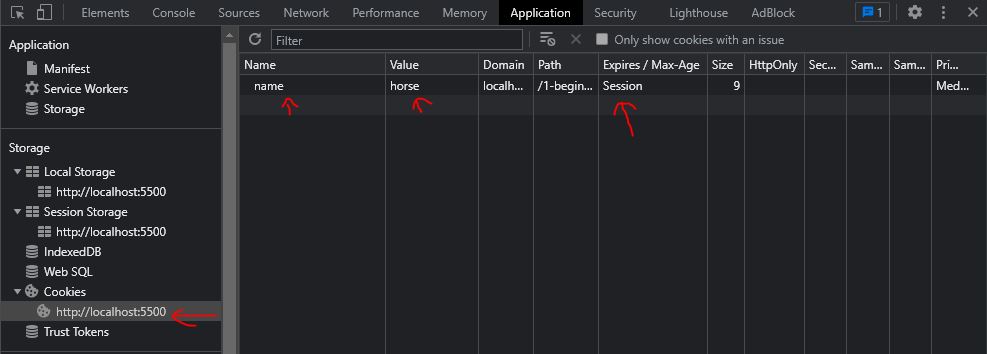 Elements Console Sources Network Performance Memory Application Security Lighthouse AdBlock 1
Application
Manifest
Service Workers
Storage
Storage
Local Storage
http://localhost:5500
Session Storage
http://localhost:5500
IndexedDB
Web SQL
Cookies
http://localhost:5500
Trust Tokens
Filter Only show cookies with an issue
Name Value Domain Path Expires / Max-Age Size HttpOnly Sec... Sam... Sam... Pri...
name horse localh... /1-begin... Session 9 Med...